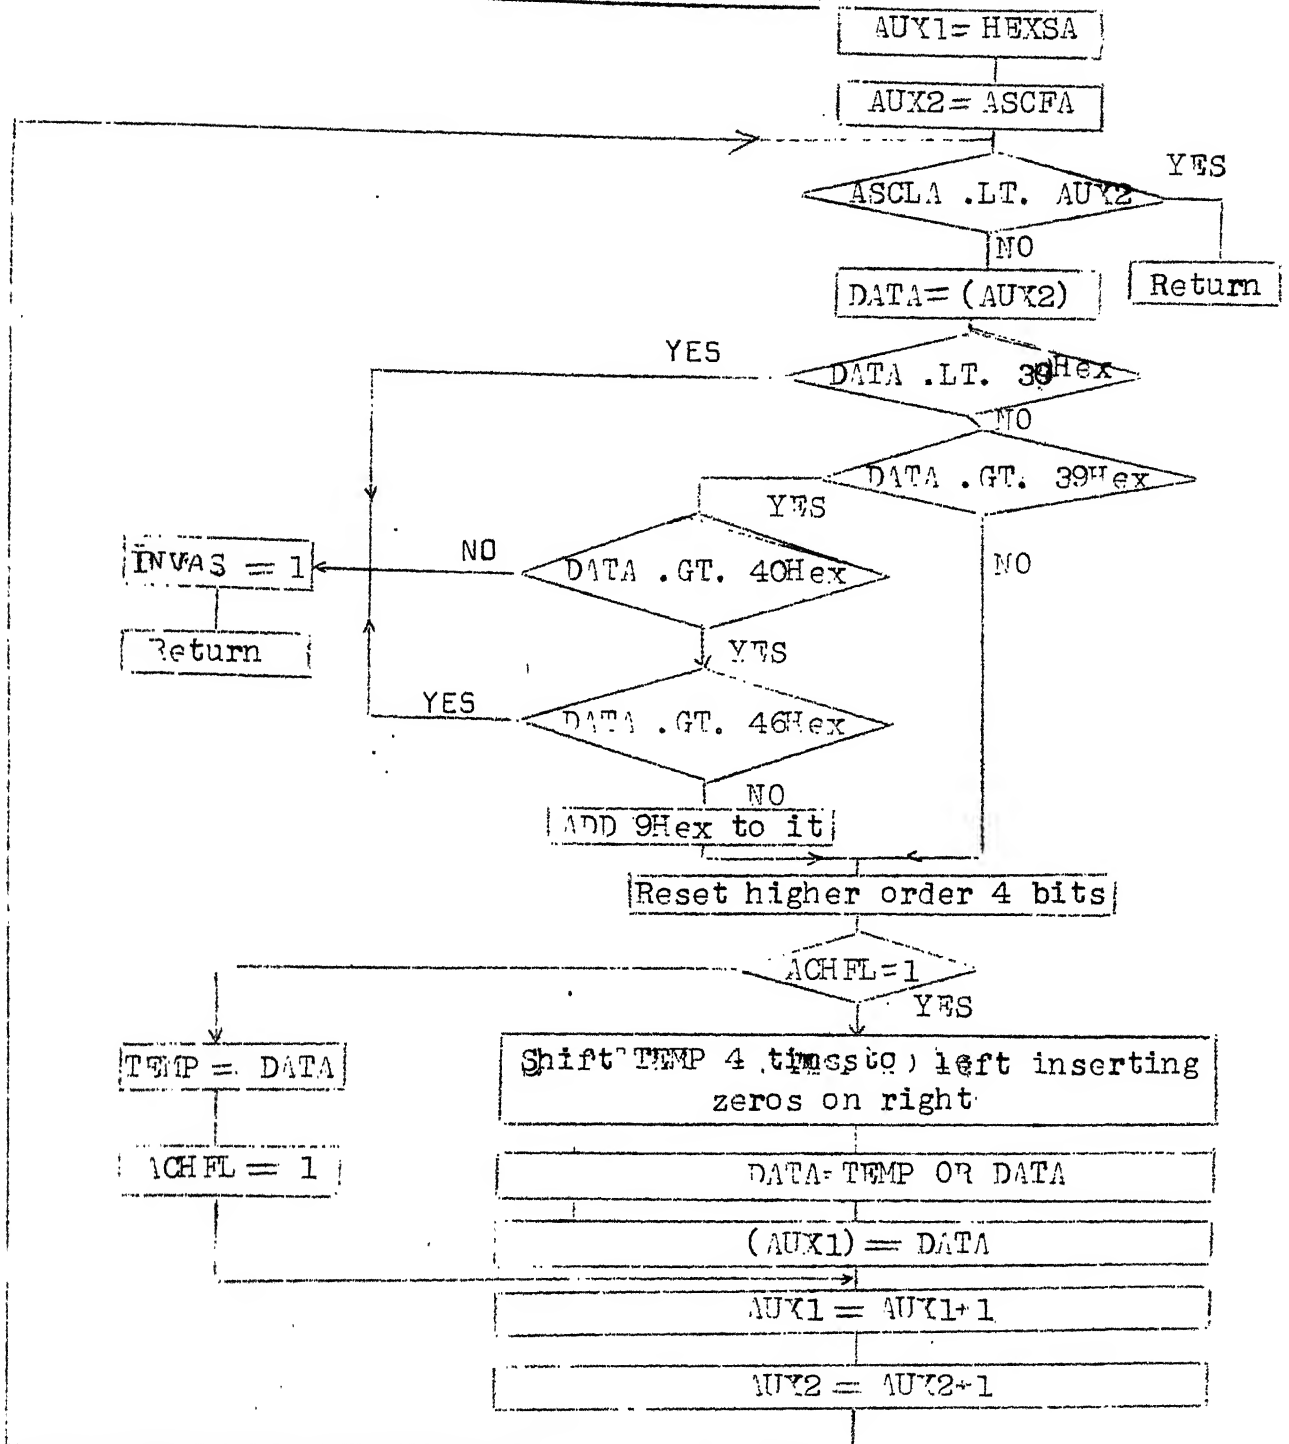 AUX1= HEXSA
AUX2= ASCFA
YES
ASCLA .LT. AUX2
NO
DATA= (AUX2)
Return
YES
DATA .LT. Hex
NO
DATA .GT. 39Hex
YES
NO
DATA .GT. 40Hex
NO
INVAS = 1
Return
YES
YES
DATA .GT. 46Hex
NO
ADD 9Hex to it
Reset higher order 4 bits
ACHFL=1
YES
TEMP = DATA
Shift TEMP 4 timesto left inserting
zeros on right
ACHFL = 1
DATA=TEMP OR DATA
(AUX1) = DATA
AUX1 = AUX1+1
AUX2 = AUX2+1